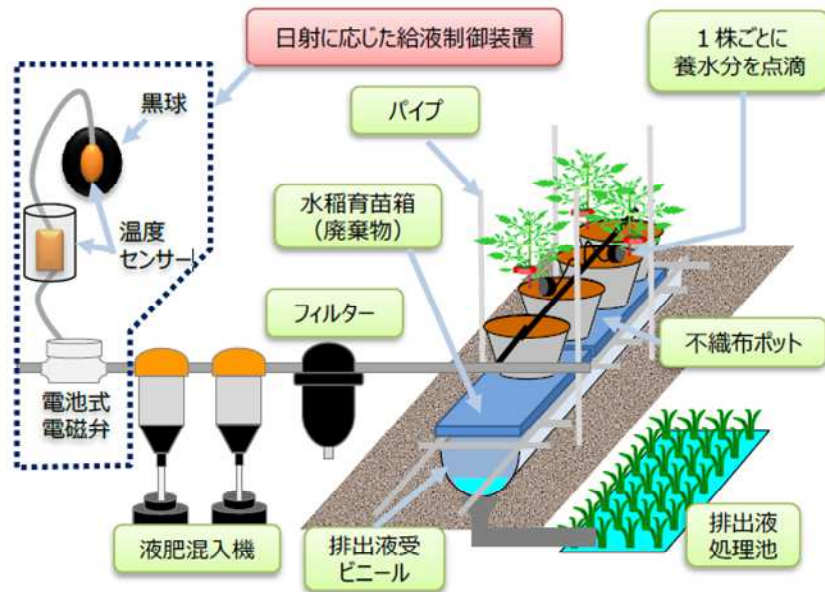 日射に応じた給液制御装置
１株ごとに
養水分を点滴
黒球
パイプ
水稲育苗箱
（廃棄物）
温度
センサー
フィルター
不織布ポット
電池式
電磁弁
液肥混入機
排出液受
ビニール
排出液
処理池